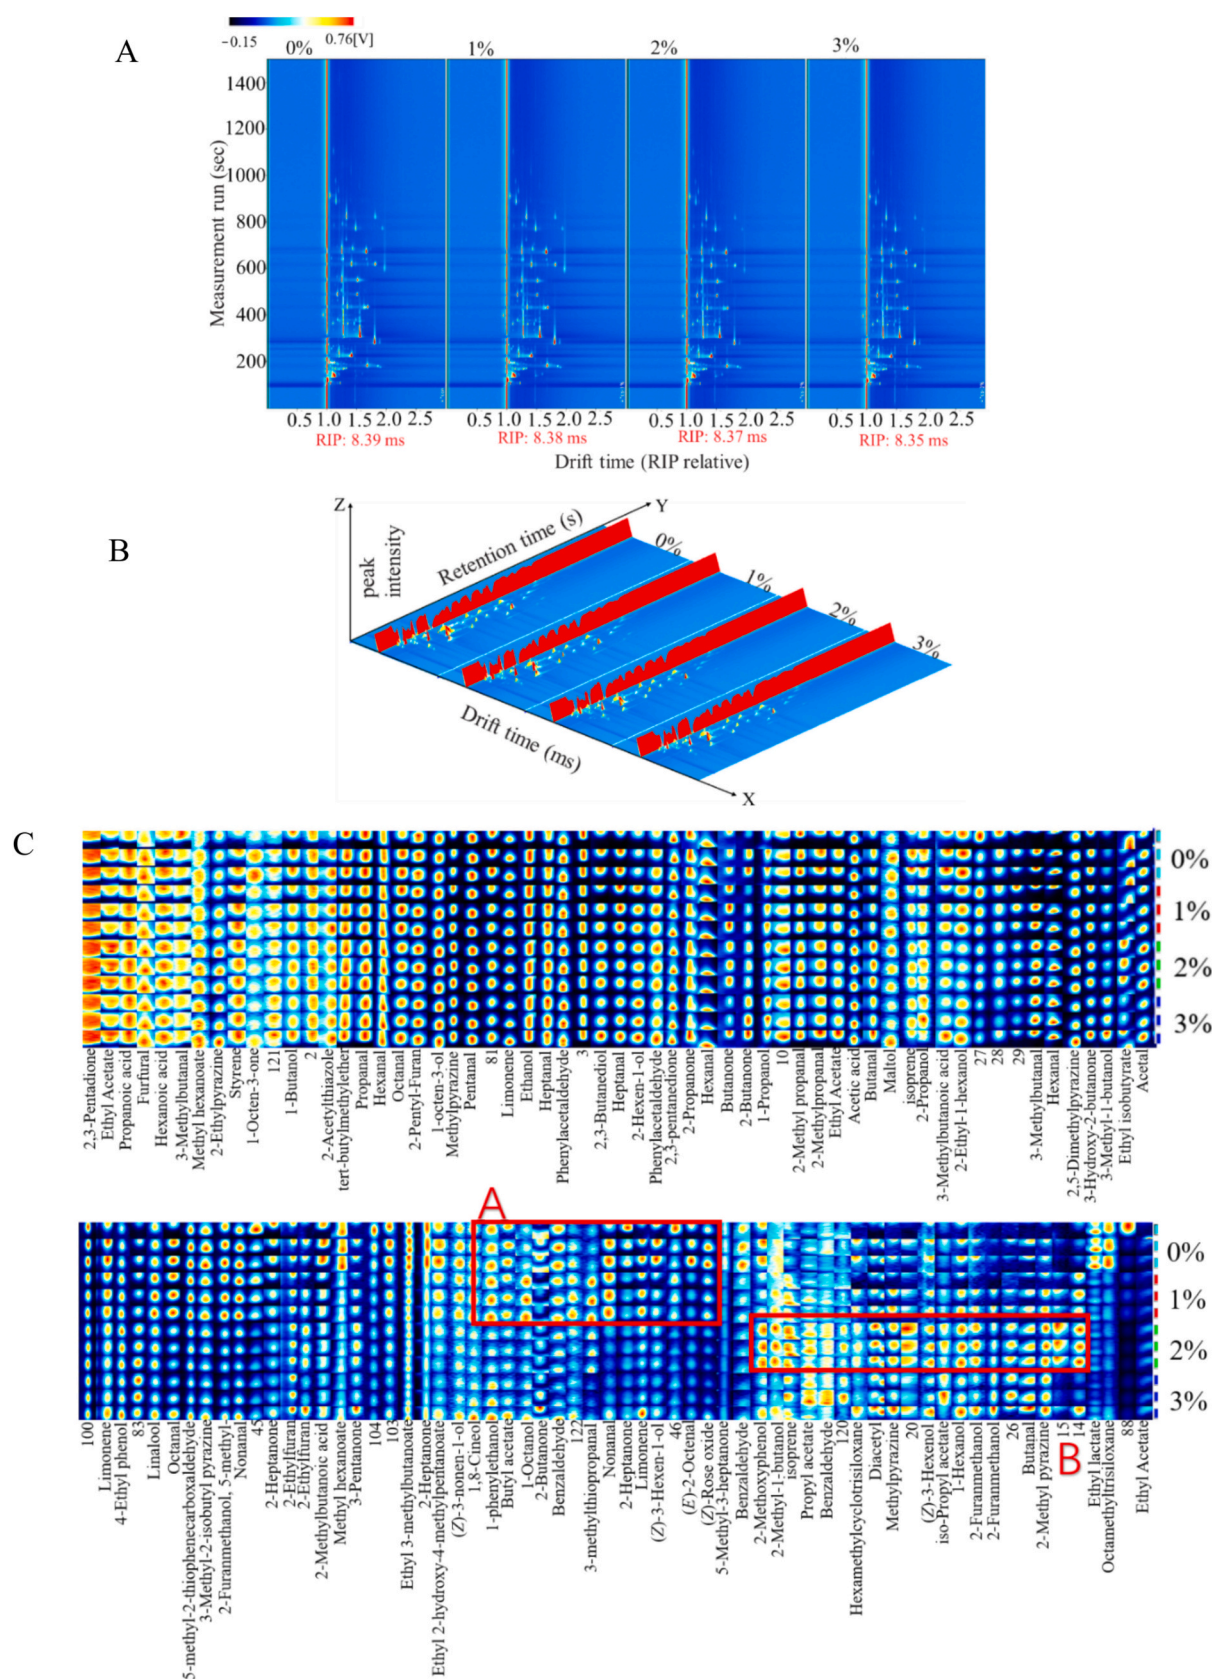 A
-0.15
0.76[V]
0%
1%
2%
3%
Measurement run (sec)
1400
1200
1000
800
600
400
200
0.5 1.0 1.5 2.0 2.5
0.5 1.0 1.5 2.0 2.5
0.5 1.0 1.5 2.0 2.5
0.5 1.0 1.5 2.0 2.5
RIP: 8.39 ms
RIP: 8.38 ms
RIP: 8.37 ms
RIP: 8.35 ms
Drift time (RIP relative)
B
Z
peak
intensity
Retention time (s)
Y
0%
1%
2%
3%
Drift time (ms)
X
C
0%
1%
2%
3%
2,3-Pentadione
Ethyl Acetate
Propanoic acid
Furfural
Hexanoic acid
3-Methylbutanal
Methyl hexanoate
2-Ethylpyrazine
Styrene
1-Octen-3-one
121
1-Butanol
2
2-Acetylthiazole
tert-butylmethylether
Propanal
Hexanal
Octanal
2-Pentyl-Furan
1-octen-3-ol
Methylpyrazine
Pentanal
81
Limonene
Ethanol
Heptanal
Phenylacetaldehyde
3
2,3-Butanediol
Heptanal
2-Hexen-1-ol
Phenylacetaldehyde
2,3-pentanedione
2-Propanone
Hexanal
Butanone
2-Butanone
1-Propanol
10
2-Methyl propanal
2-Methylpropanal
Ethyl Acetate
Acetic acid
Butanal
Maltol
isoprene
2-Propanol
3-Methylbutanoic acid
2-Ethyl-1-hexanol
27
28
29
3-Methylbutanal
Hexanal
2,5-Dimethylpyrazine
3-Hydroxy-2-butanone
3-Methyl-1-butanol
Ethyl isobutyrate
Acetal
A
0%
1%
2%
3%
B
100
Limonene
4-Ethyl phenol
83
Linalool
Octanal
5-methyl-2-thiophenecarboxaldehyde
3-Methyl-2-isobutyl pyrazine
2-Furanmethanol, 5-methyl-
Nonanal
45
2-Heptanone
2-Ethylfuran
2-Ethylfuran
2-Methylbutanoic acid
Methyl hexanoate
3-Pentanone
104
103
Ethyl 3-methylbutanoate
2-Heptanone
Ethyl 2-hydroxy-4-methylpentanoate
(Z)-3-nonen-1-ol
1,8-Cineol
1-phenylethanol
Butyl acetate
1-Octanol
2-Butanone
Benzaldehyde
122
3-methylthiopropanal
Nonanal
2-Heptanone
Limonene
(Z)-3-Hexen-1-ol
46
(E)-2-Octenal
(Z)-Rose oxide
5-Methyl-3-heptanone
Benzaldehyde
2-Methoxyphenol
2-Methyl-1-butanol
isoprene
Propyl acetate
Benzaldehyde
120
Hexamethylcyclotrisiloxane
Diacetyl
Methylpyrazine
20
(Z)-3-Hexenol
iso-Propyl acetate
1-Hexanol
2-Furanmethanol
2-Furanmethanol
26
Butanal
2-Methyl pyrazine
15
14
Ethyl lactate
Octamethyltrisiloxane
88
Ethyl Acetate